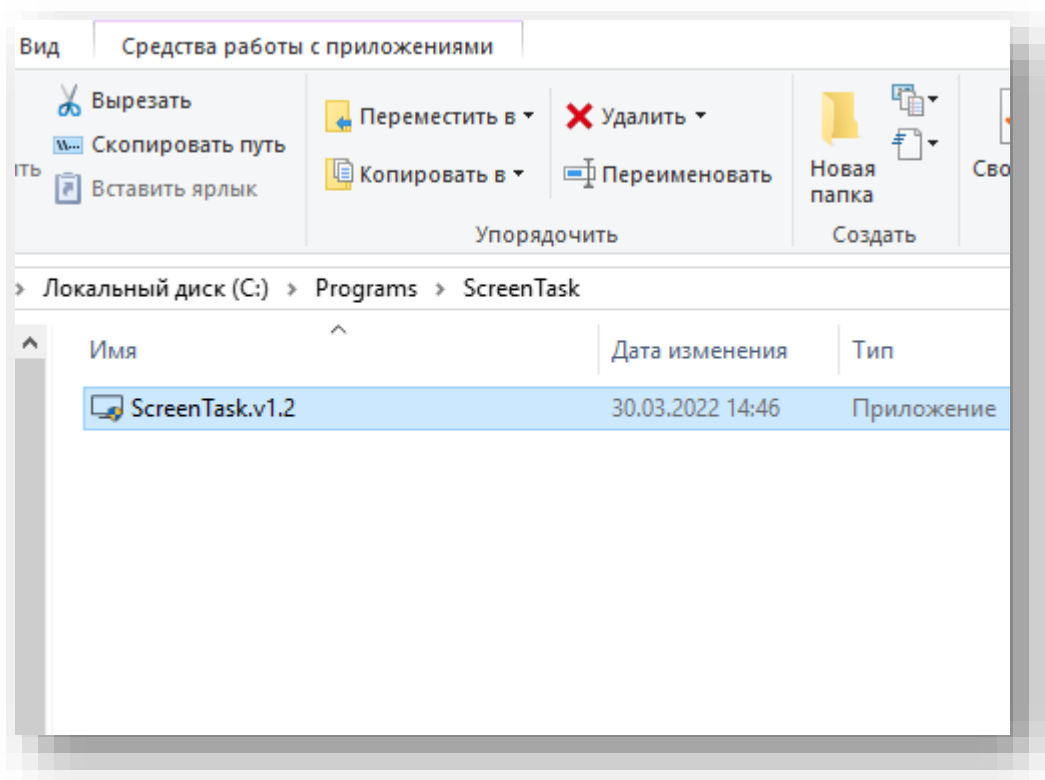 Вид
Средства работы с приложениями
Вырезать
Скопировать путь
Вставить ярлык
Переместить в
Копировать в
Удалить
Переименовать
Упорядочить
Новая
папка
Создать
Локальный диск (C:) > Programs > ScreenTask
Имя Дата изменения Тип
ScreenTask.v1.2 30.03.2022 14:46 Приложение